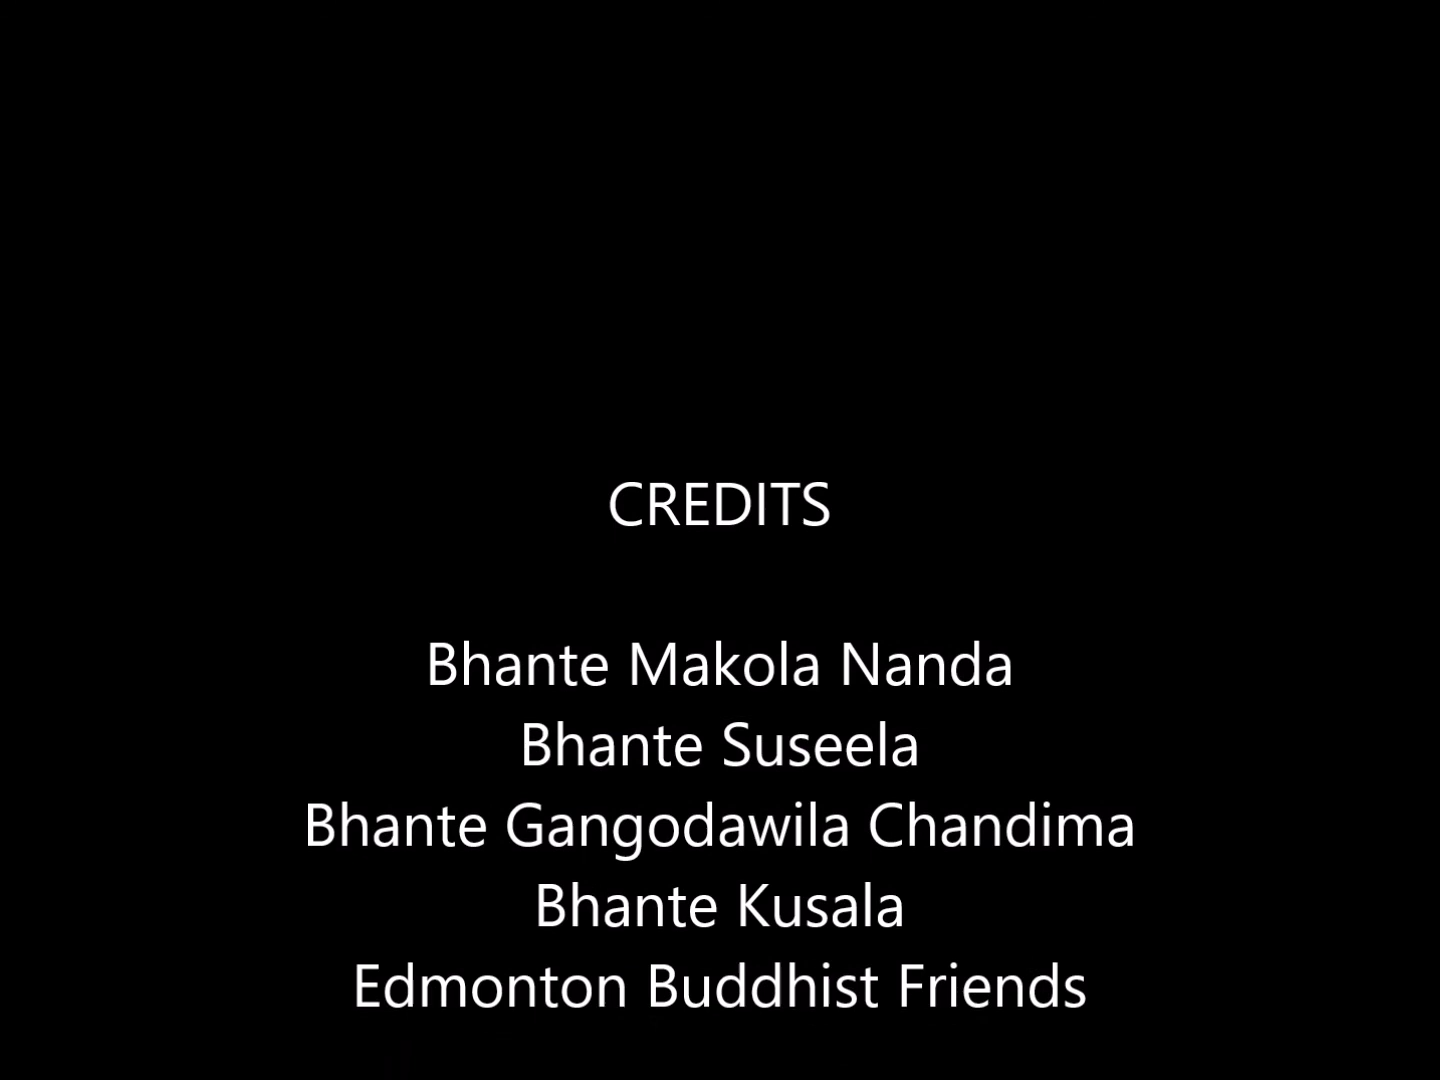 CREDITS
Bhante Makola Nanda
Bhante Suseela
Bhante Gangodawila Chandima
Bhante Kusala
Edmonton Buddhist Friends